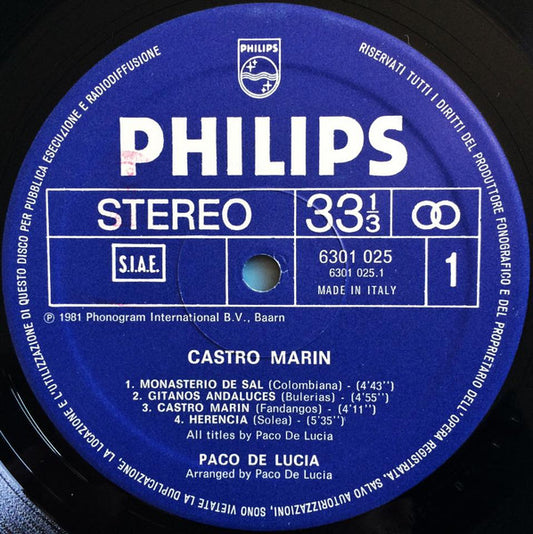 PHILIPS
PHILIPS
STEREO
33 1/3
S.I.A.E.
6301 025
6301 025.1
MADE IN ITALY
1
℗ 1981 Phonogram International B.V., Baarn
CASTRO MARIN
1. MONASTERIO DE SAL (Colombiana) - (4'43'')
2. GITANOS ANDALUCES (Bulerias) - (4'55'')
3. CASTRO MARIN (Fandangos) - (4'11'')
4. HERENCIA (Solea) - (5'35'')
All titles by Paco De Lucia
PACO DE LUCIA
Arranged by Paco De Lucia
RISERVATI TUTTI I DIRITTI DEL PRODUTTORE FONOGRAFICO E DEL PROPRIETARIO DELL'OPERA REGISTRATA, SALVO AUTORIZZAZIONI, SONO VIETATE LA DUPLICAZIONE, LA LOCAZIONE E L'UTILIZZAZIONE DI QUESTO DISCO PER PUBBLICA ESECUZIONE E RADIODIFFUSIONE